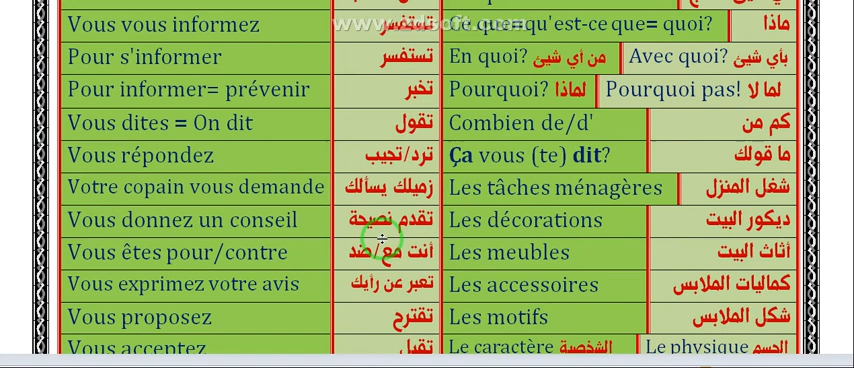 Vous vous informez تستفسر Je que=qu'est-ce que= quoi? ماذا
Pour s'informer تستفسر En quoi? من أي شيئ Avec quoi? بأي شيئ
Pour informer= prévenir تخبر Pourquoi? لماذا Pourquoi pas! لما لا
Vous dites = On dit تقول Combien de/d' كم من
Vous répondez ترد/تجيب Ça vous (te) dit? ما قولك
Votre copain vous demande زميلك يسألك Les tâches ménagères شغل المنزل
Vous donnez un conseil تقدم نصيحة Les décorations ديكور البيت
Vous êtes pour/contre أنت مع/ضد Les meubles أثاث البيت
Vous exprimez votre avis تعبر عن رأيك Les accessoires كماليات الملابس
Vous proposez تقترح Les motifs شكل الملابس
Vous acceptez تقبل Le caractère الشخصية Le physique الجسم